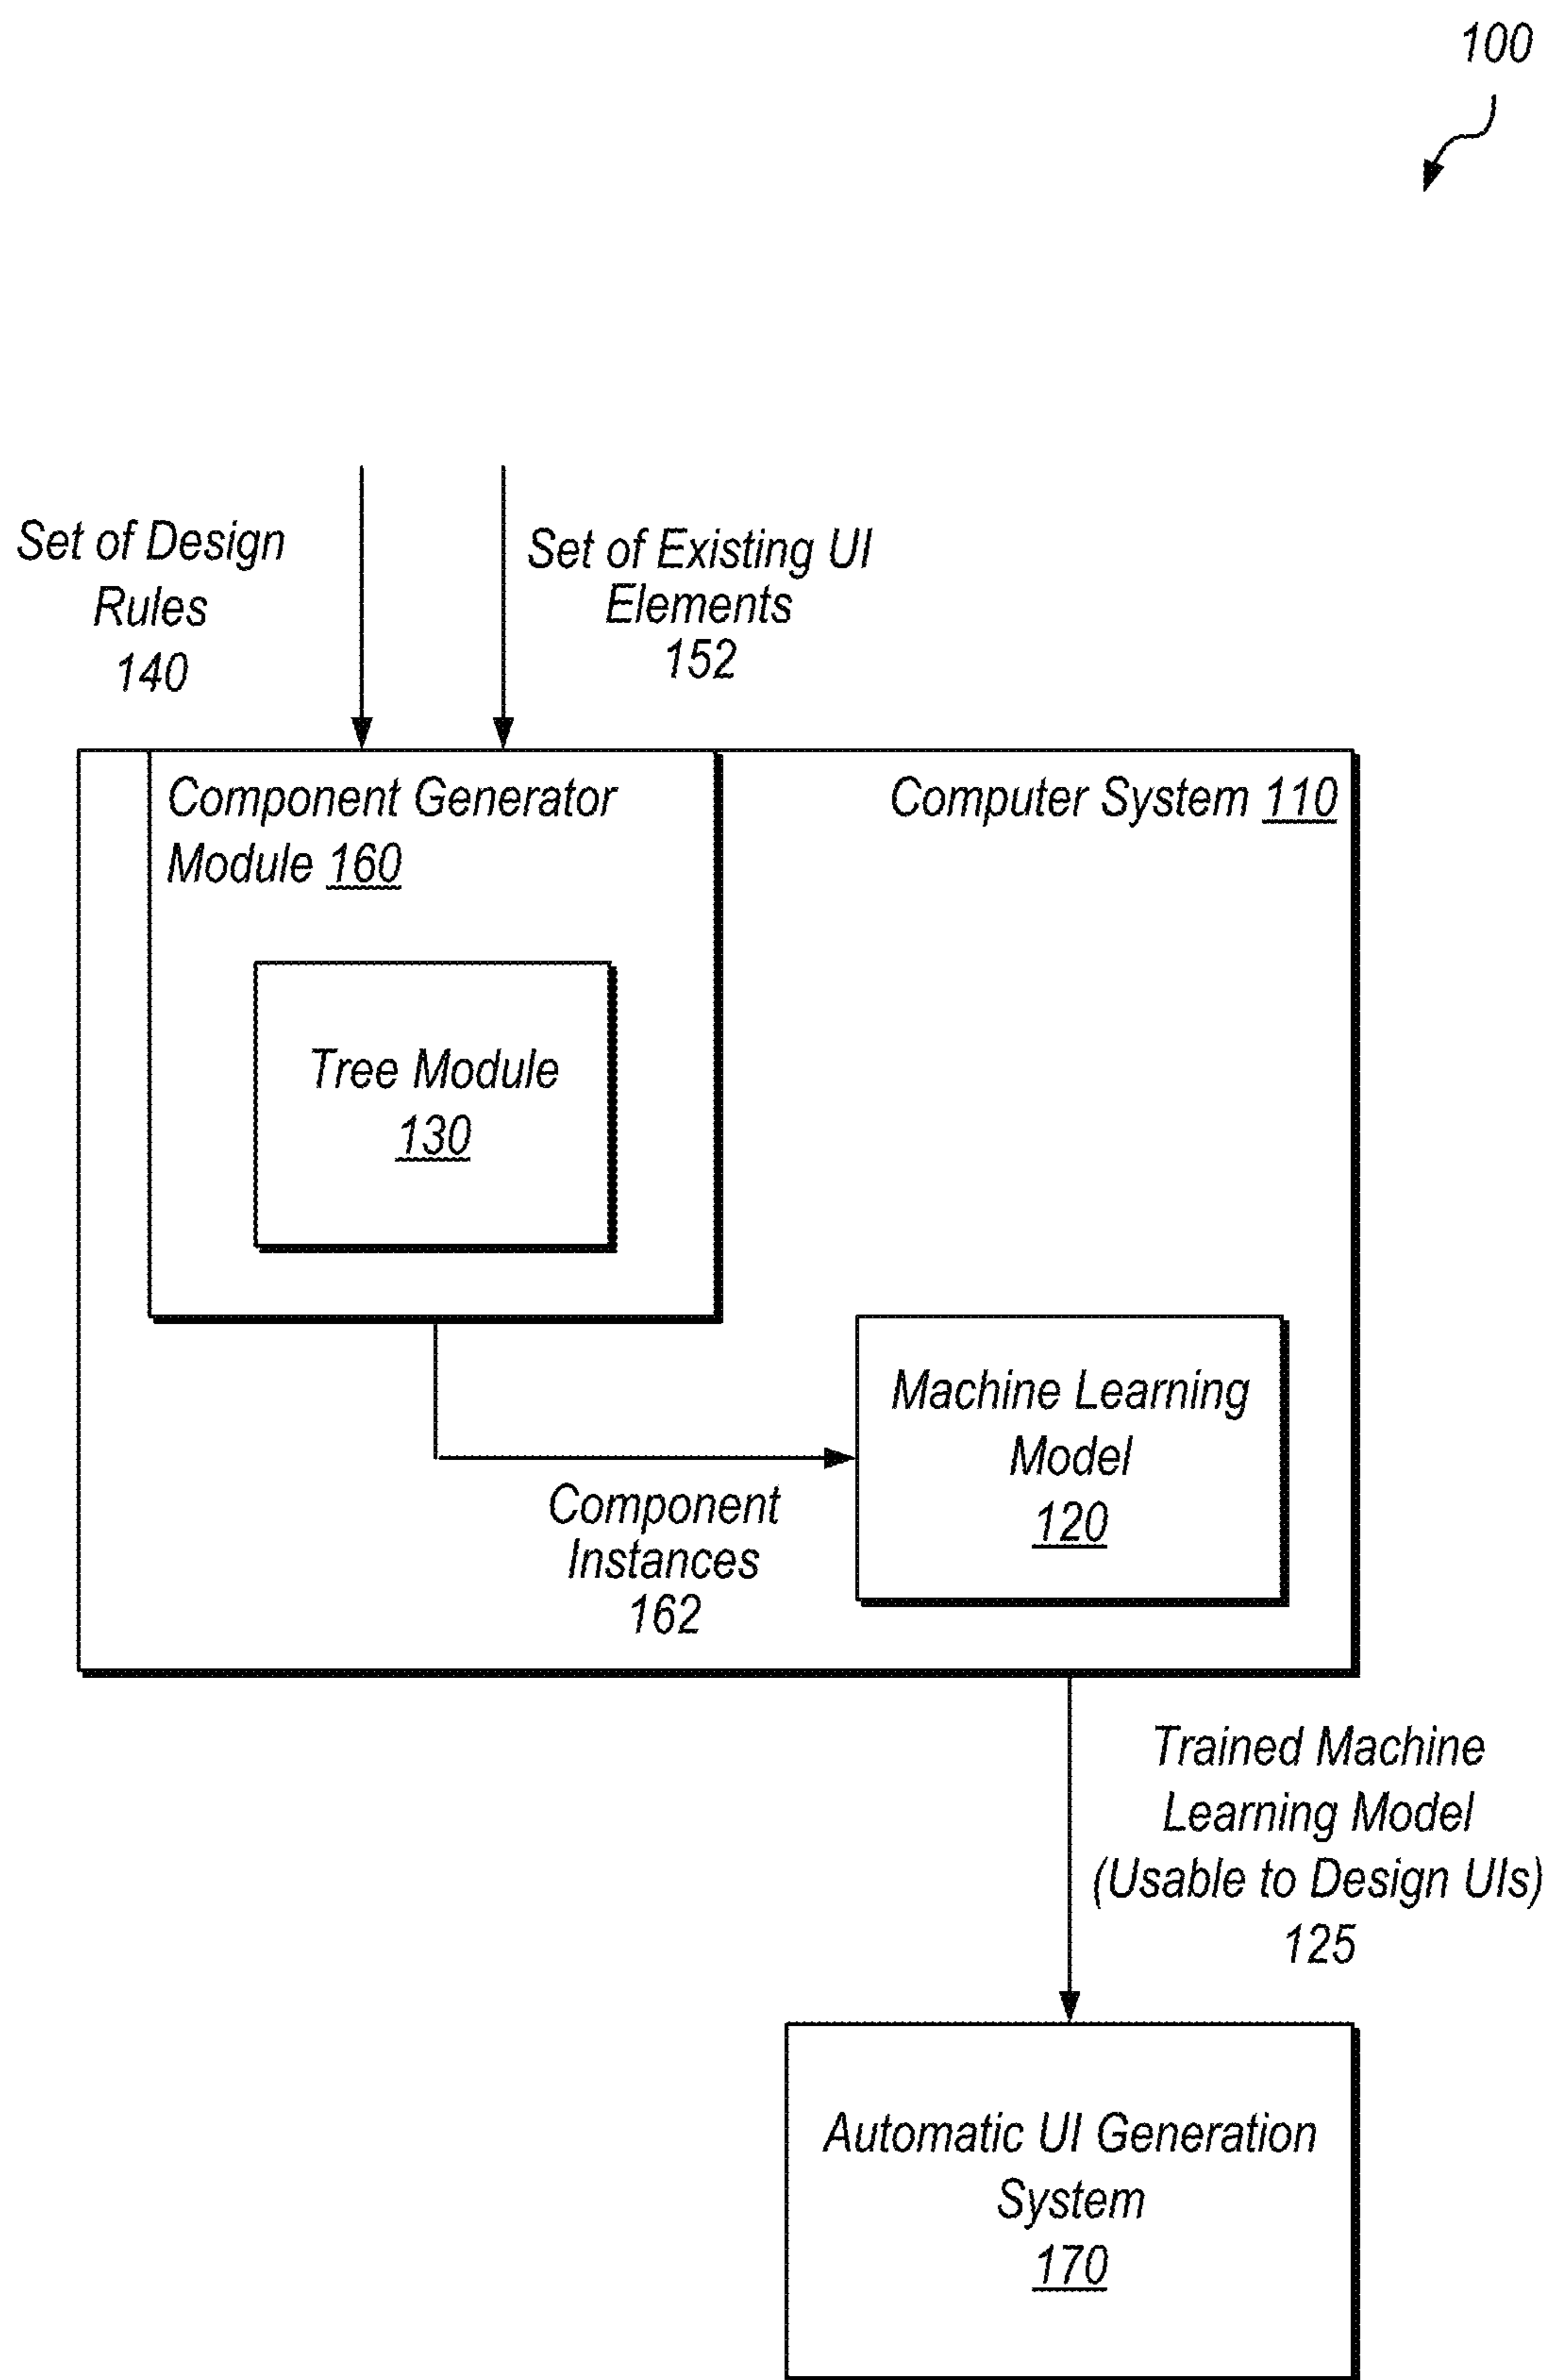 100
Set of Design
Rules
140
Set of Existing UI
Elements
152
Component Generator
Module 160
Computer System 110
Tree Module
130
Machine Learning
Model
120
Component
Instances
162
Trained Machine
Learning Model
(Usable to Design UIs)
125
Automatic UI Generation
System
170